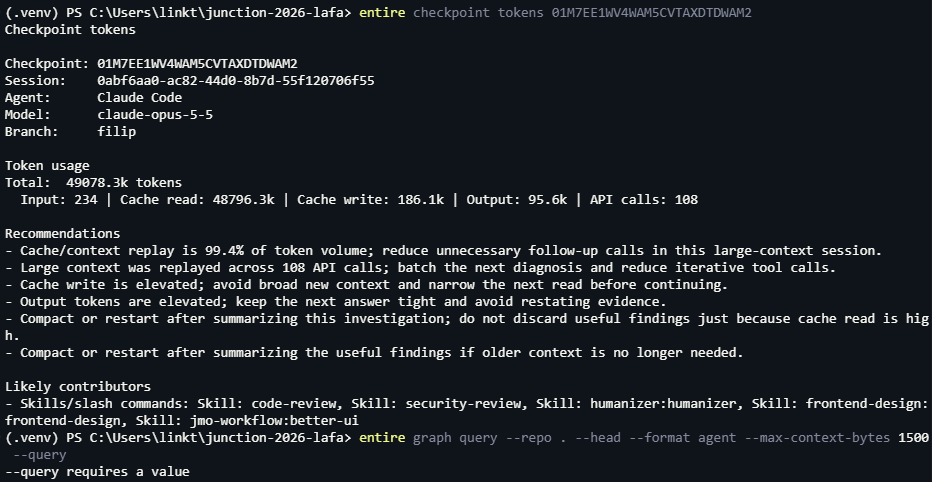 (.venv) PS C:\Users\linkt\junction-2026-lafa> entire checkpoint tokens 01M7EE1WV4WAM5CVTAXDTDWAM2
Checkpoint tokens
Checkpoint: 01M7EE1WV4WAM5CVTAXDTDWAM2
Session: 0abf6aa0-ac82-44d0-8b7d-55f120706f55
Agent: Claude Code
Model: claude-opus-5-5
Branch: filip
Token usage
Total: 49078.3k tokens
Input: 234 | Cache read: 48796.3k | Cache write: 186.1k | Output: 95.6k | API calls: 108
Recommendations
- Cache/context replay is 99.4% of token volume; reduce unnecessary follow-up calls in this large-context session.
- Large context was replayed across 108 API calls; batch the next diagnosis and reduce iterative tool calls.
- Cache write is elevated; avoid broad new context and narrow the next read before continuing.
- Output tokens are elevated; keep the next answer tight and avoid restating evidence.
- Compact or restart after summarizing this investigation; do not discard useful findings just because cache read is hig
h.
- Compact or restart after summarizing the useful findings if older context is no longer needed.
Likely contributors
- Skills/slash commands: Skill: code-review, Skill: security-review, Skill: humanizer:humanizer, Skill: frontend-design:
frontend-design, Skill: jmo-workflow:better-ui
(.venv) PS C:\Users\linkt\junction-2026-lafa> entire graph query --repo . --head --format agent --max-context-bytes 1500
--query
--query requires a value